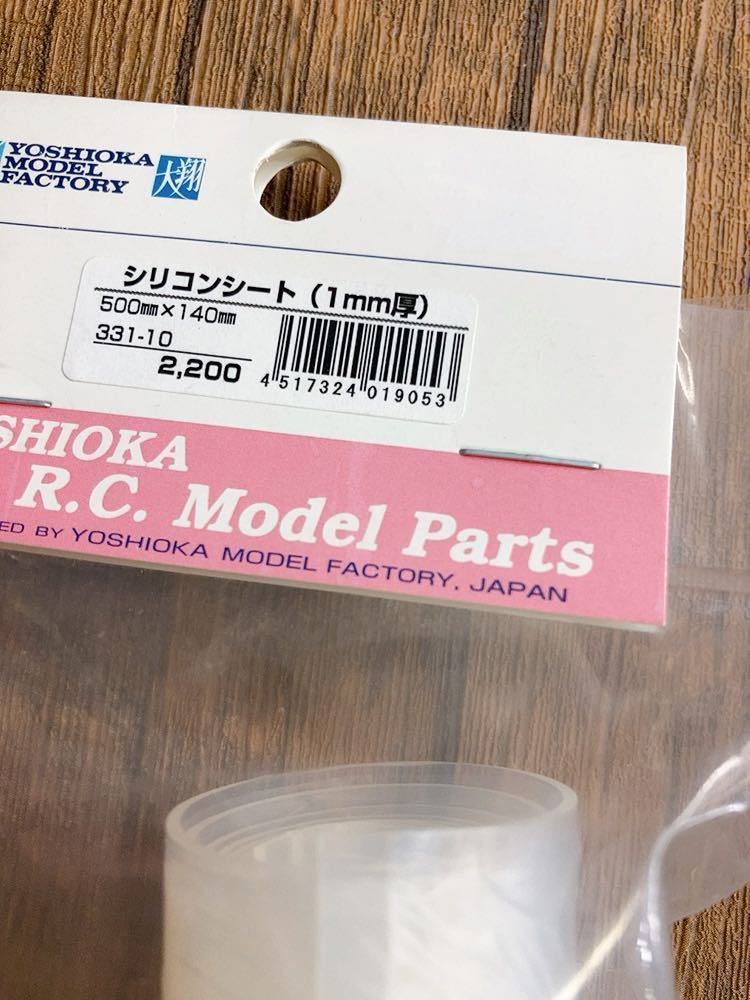 YOSHIOKA
MODEL
FACTORY
大翔
シリコンシート（1mm厚）
500㎜×140㎜
331-10
2,200
4 517324 019053
SHIOKA
R.C. Model Parts
ED BY YOSHIOKA MODEL FACTORY, JAPAN